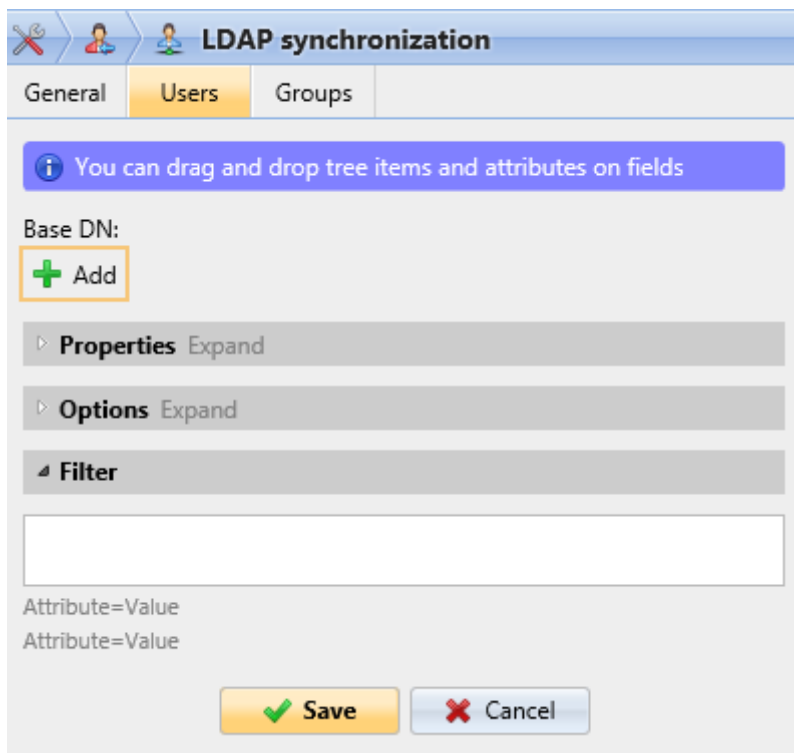 LDAP synchronization
General Users Groups
You can drag and drop tree items and attributes on fields
Base DN:
Add
Properties Expand
Options Expand
Filter
Attribute=Value
Attribute=Value
Save Cancel